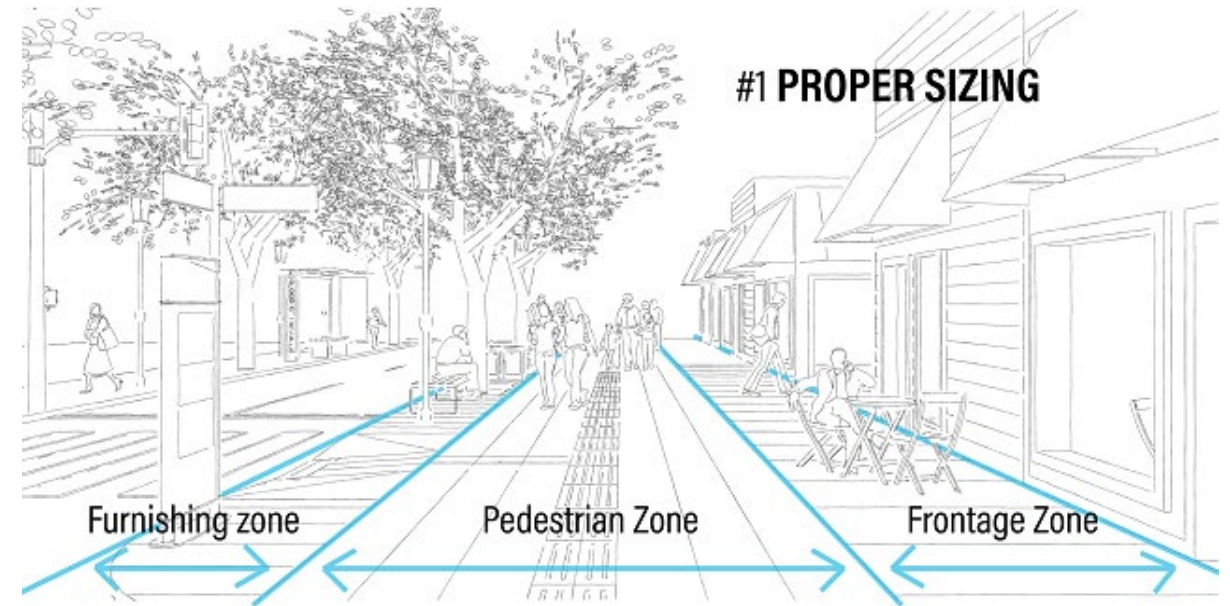 #1 PROPER SIZING
Furnishing zone
Pedestrian Zone
Frontage Zone